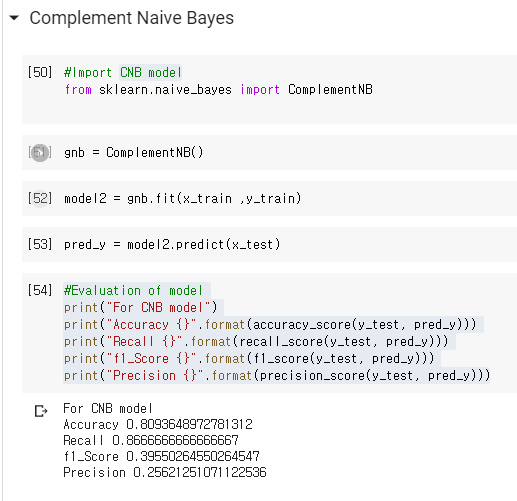 Complement Naive Bayes
[50] #Import CNB model
from sklearn.naive_bayes import ComplementNB
[51] gnb = ComplementNB()
[52] model2 = gnb.fit(x_train ,y_train)
[53] pred_y = model2.predict(x_test)
[54] #Evaluation of model
print("For CNB model")
print("Accuracy {}".format(accuracy_score(y_test, pred_y)))
print("Recall {}".format(recall_score(y_test, pred_y)))
print("f1_Score {}".format(f1_score(y_test, pred_y)))
print("Precision {}".format(precision_score(y_test, pred_y)))
For CNB model
Accuracy 0.8093648972781312
Recall 0.8666666666666667
f1_Score 0.39550264550264547
Precision 0.25621251071122536